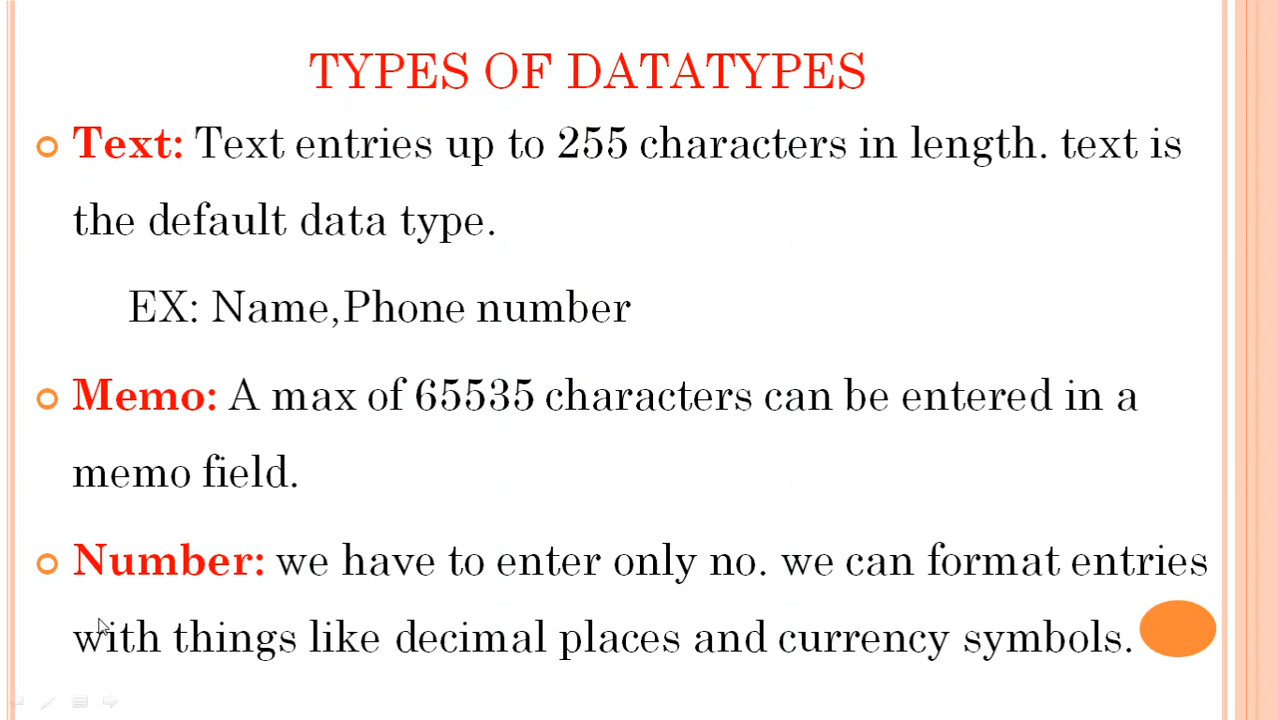 TYPES OF DATATYPES
Text: Text entries up to 255 characters in length. text is
the default data type.
EX: Name,Phone number
Memo: A max of 65535 characters can be entered in a
memo field.
Number: we have to enter only no. we can format entries
with things like decimal places and currency symbols.